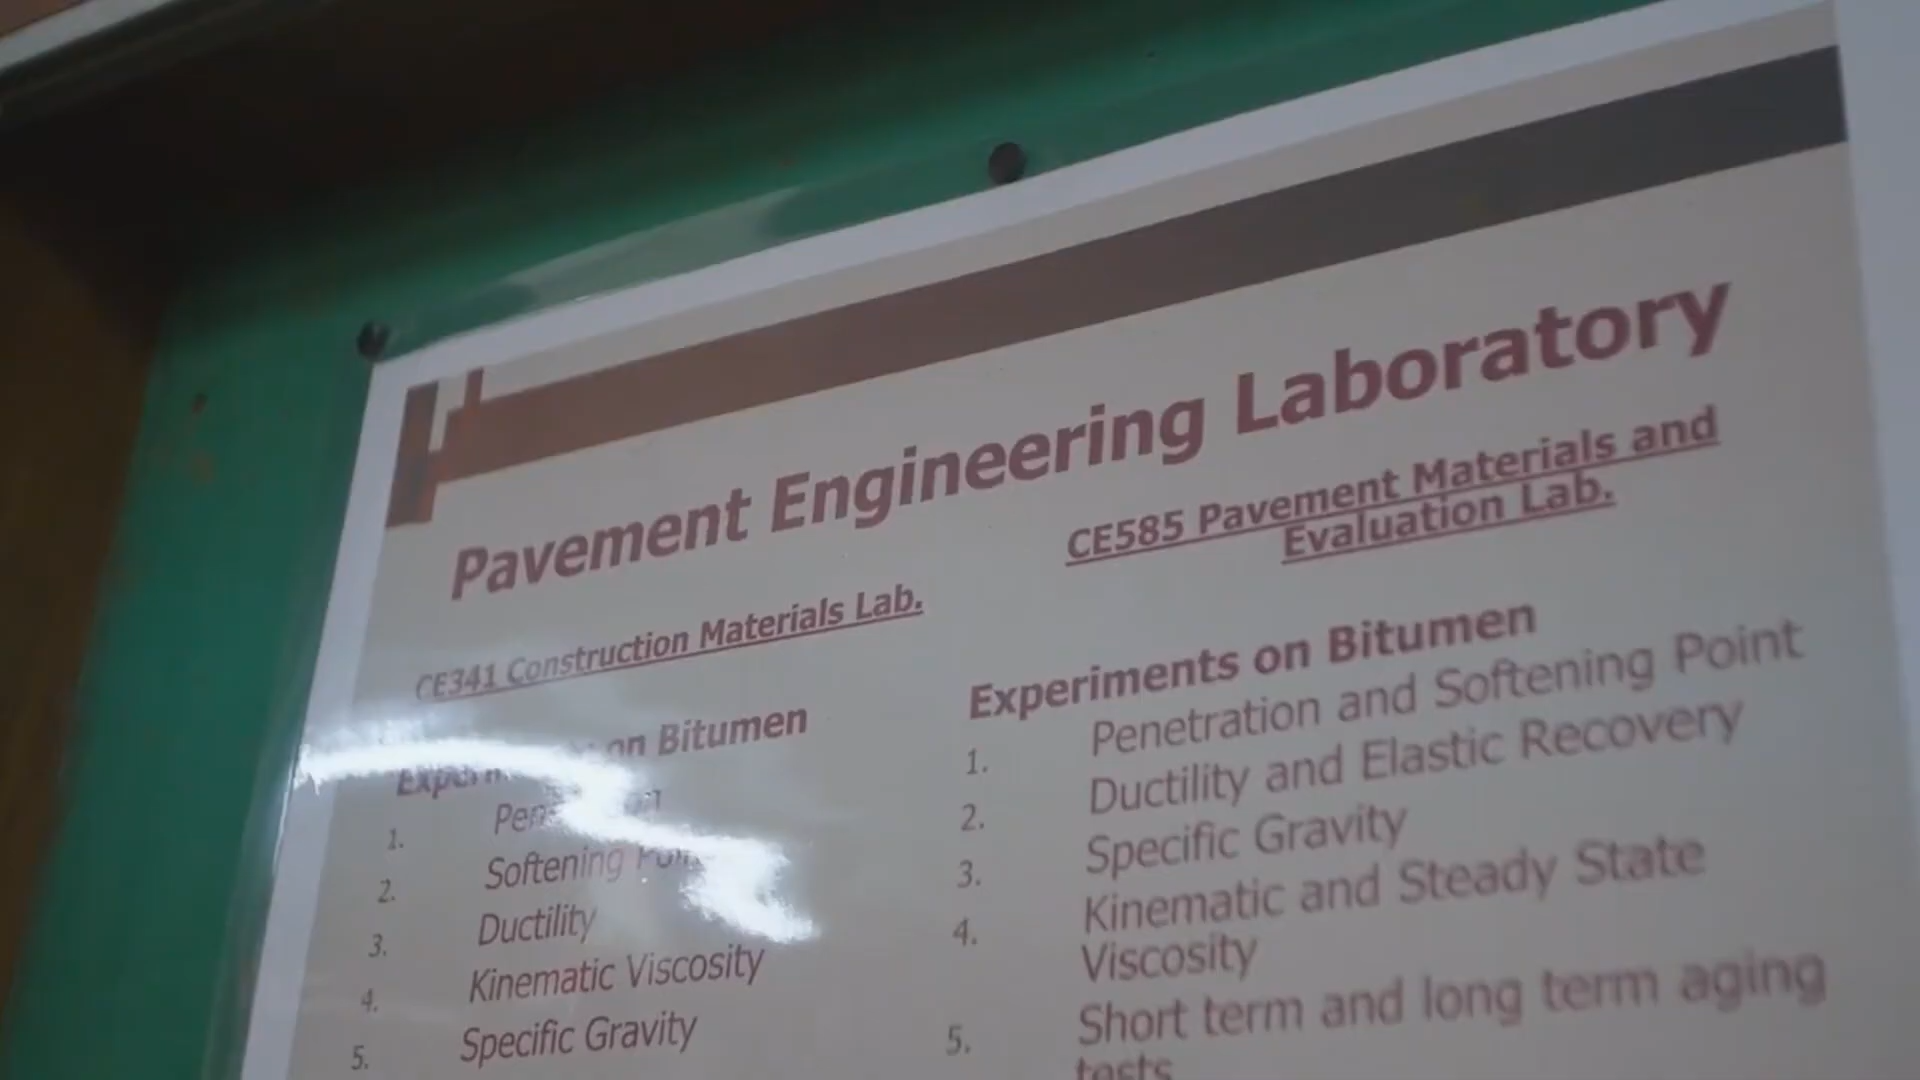 Pavement Engineering Laboratory
CE341 Construction Materials Lab.
on Bitumen
1.
2. Softening
3. Ductility
4. Kinematic Viscosity
5. Specific Gravity
CE585 Pavement Materials and
Evaluation Lab.
Experiments on Bitumen
1. Penetration and Softening Point
2. Ductility and Elastic Recovery
3. Specific Gravity
4. Kinematic and Steady State
Viscosity
5. Short term and long term aging
tests